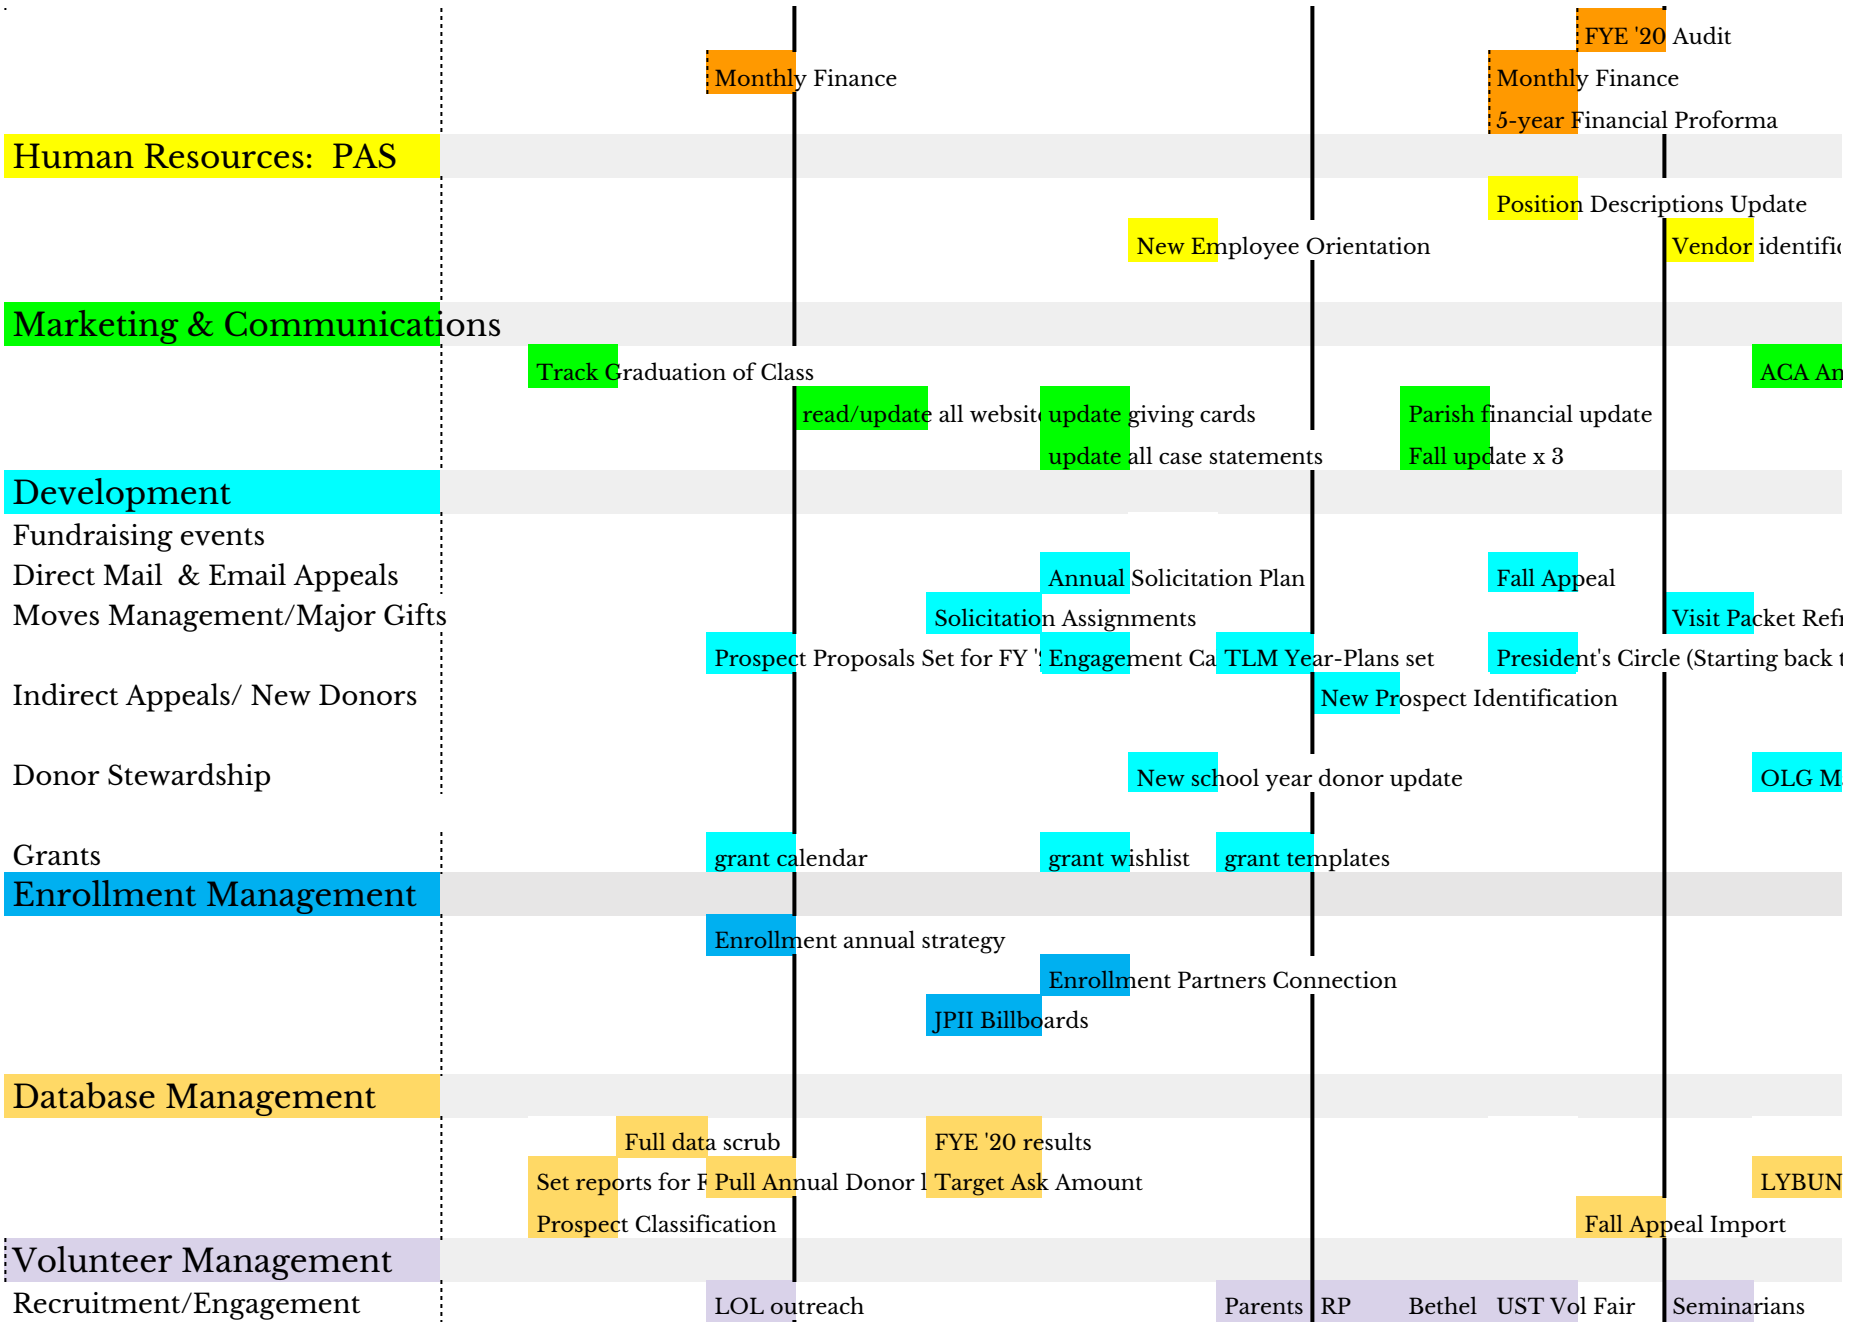 FYE '20 Audit
Monthly Finance Monthly Finance
5-year Financial Proforma
Human Resources: PAS
Position Descriptions Update
New Employee Orientation Vendor
Marketing & Communications
Track Graduation of Class ACA
read/update all website update giving cards Parish financial update
update all case statements Fall update x 3
Development
Fundraising events
Direct Mail & Email Appeals Annual Solicitation Plan Fall Appeal
Moves Management/Major Gifts Solicitation Assignments Visit Packet
Prospect Proposals Set for FY Engagement TLM Year-Plans set President's Circle (Starting back
Indirect Appeals/ New Donors New Prospect Identification
Donor Stewardship New school year donor update OLG
Grants grant calendar grant wishlist grant templates
Enrollment Management
Enrollment annual strategy
Enrollment Partners Connection
JPII Billboards
Database Management
Full data scrub FYE '20 results
Set reports for Pull Annual Donor Target Ask Amount LYBUN
Prospect Classification Fall Appeal Import
Volunteer Management
Recruitment/Engagement LOL outreach Parents RP Bethel UST Vol Fair Seminarians